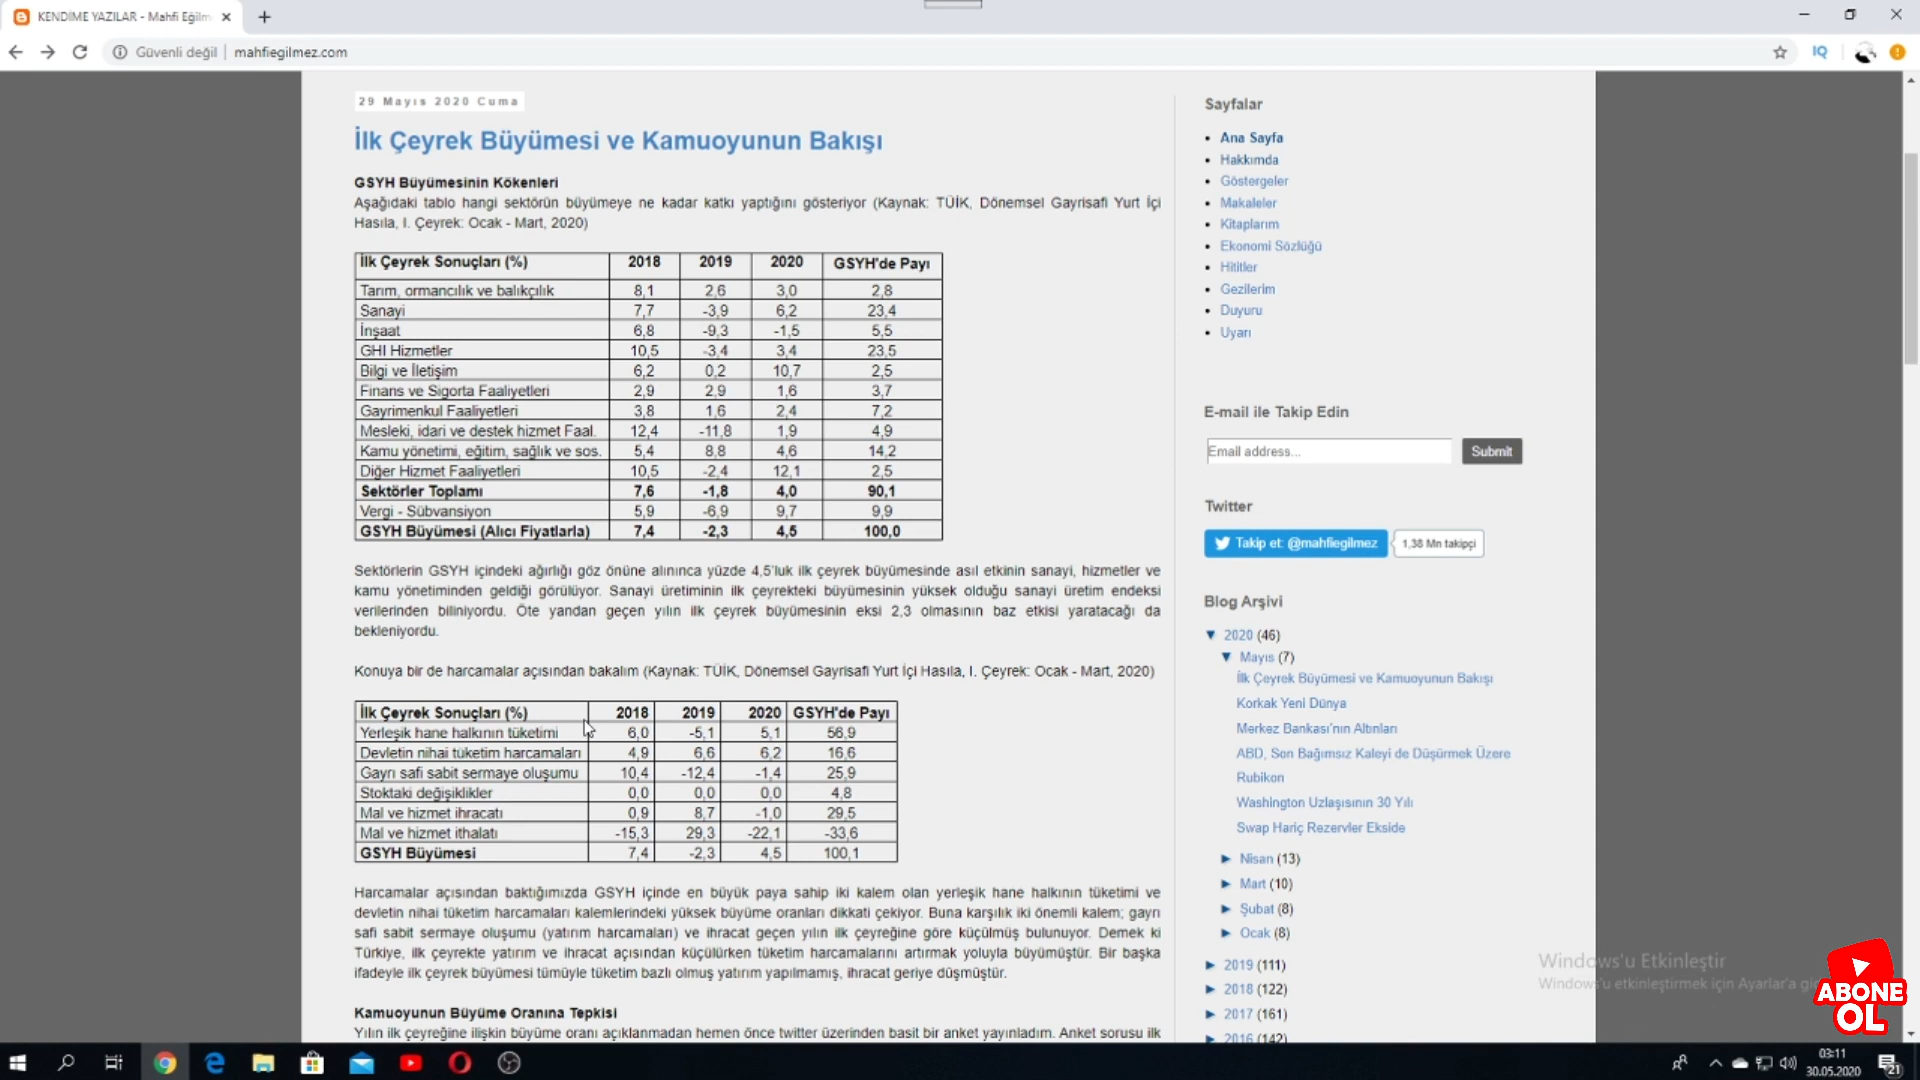 KENDİME YAZILAR - Mahfi Eğilm
Güvenli değil | mahfiegilmez.com
IQ
29 Mayıs 2020 Cuma
İlk Çeyrek Büyümesi ve Kamuoyunun Bakışı
GSYH Büyümesinin Kökenleri
Aşağıdaki tablo hangi sektörün büyümeye ne kadar katkı yaptığını gösteriyor (Kaynak: TÜİK, Dönemsel Gayrisafi Yurt İçi
Hasıla, I. Çeyrek: Ocak - Mart, 2020)
İlk Çeyrek Sonuçları (%) 2018 2019 2020 GSYH'de Payı
Tarım, ormancılık ve balıkçılık 8,1 2,6 3,0 2,8
Sanayi 7,7 -3,9 6,2 23,4
İnşaat 6,8 -9,3 -1,5 5,5
GHI Hizmetler 10,5 -3,4 3,4 23,5
Bilgi ve İletişim 6,2 0,2 10,7 2,5
Finans ve Sigorta Faaliyetleri 2,9 2,9 1,6 3,7
Gayrimenkul Faaliyetleri 3,8 1,6 2,4 7,2
Mesleki, idari ve destek hizmet Faal. 12,4 -11,8 1,9 4,9
Kamu yönetimi, eğitim, sağlık ve sos. 5,4 8,8 4,6 14,2
Diğer Hizmet Faaliyetleri 10,5 -2,4 12,1 2,5
Sektörler Toplamı 7,6 -1,8 4,0 90,1
Vergi - Sübvansiyon 5,9 -6,9 9,7 9,9
GSYH Büyümesi (Alıcı Fiyatlarla) 7,4 -2,3 4,5 100,0
Sektörlerin GSYH içindeki ağırlığı göz önüne alınınca yüzde 4,5'luk ilk çeyrek büyümesinde asıl etkinin sanayi, hizmetler ve
kamu yönetiminden geldiği görülüyor. Sanayi üretiminin ilk çeyrekteki büyümesinin yüksek olduğu sanayi üretim endeksi
verilerinden biliniyordu. Öte yandan geçen yılın ilk çeyrek büyümesinin eksi 2,3 olmasının baz etkisi yaratacağı da
bekleniyordu.
Konuya bir de harcamalar açısından bakalım (Kaynak: TÜİK, Dönemsel Gayrisafi Yurt İçi Hasıla, I. Çeyrek: Ocak - Mart, 2020)
İlk Çeyrek Sonuçları (%) 2018 2019 2020 GSYH'de Payı
Yerleşik hane halkının tüketimi 6,0 -5,1 5,1 56,9
Devletin nihai tüketim harcamaları 4,9 6,6 6,2 16,6
Gayrı safi sabit sermaye oluşumu 10,4 -12,4 -1,4 25,9
Stoktaki değişiklikler 0,0 0,0 0,0 4,8
Mal ve hizmet ihracatı 0,9 8,7 -1,0 29,5
Mal ve hizmet ithalatı -15,3 29,3 -22,1 -33,6
GSYH Büyümesi 7,4 -2,3 4,5 100,1
Harcamalar açısından baktığımızda GSYH içinde en büyük paya sahip iki kalem olan yerleşik hane halkının tüketimi ve
devletin nihai tüketim harcamaları kalemlerindeki yüksek büyüme oranları dikkati çekiyor. Buna karşılık iki önemli kalem; gayrı
safi sabit sermaye oluşumu (yatırım harcamaları) ve ihracat geçen yılın ilk çeyreğine göre küçülmüş bulunuyor. Demek ki
Türkiye, ilk çeyrekte yatırım ve ihracat açısından küçülürken tüketim harcamalarını artırmak yoluyla büyümüştür. Bir başka
ifadeyle ilk çeyrek büyümesi tümüyle tüketim bazlı olmuş yatırım yapılmamış, ihracat geriye düşmüştür.
Kamuoyunun Büyüme Oranına Tepkisi
Yılın ilk çeyreğine ilişkin büyüme oranı açıklanmadan hemen önce twitter üzerinden basit bir anket yayınladım. Anket sorusu ilk
Sayfalar
Ana Sayfa
Hakkımda
Göstergeler
Makaleler
Kitaplarım
Ekonomi Sözlüğü
Hititler
Gezilerim
Duyuru
Uyarı
E-mail ile Takip Edin
Email address...
Submit
Twitter
Takip et: @mahfiegilmez
1,38 Mn takipçi
Blog Arşivi
▼ 2020 (46)
▼ Mayıs (7)
İlk Çeyrek Büyümesi ve Kamuoyunun Bakışı
Korkak Yeni Dünya
Merkez Bankası'nın Altınları
ABD, Son Bağımsız Kaleyi de Düşürmek Üzere
Rubikon
Washington Uzlaşısının 30 Yılı
Swap Hariç Rezervler Ekside
► Nisan (13)
► Mart (10)
► Şubat (8)
► Ocak (8)
► 2019 (111)
► 2018 (122)
► 2017 (161)
► 2016 (142)
Windows'u Etkinleştir
Windows'u etkinleştirmek için Ayarlar'a
ABONE
OL
03:11
30.05.2020
21